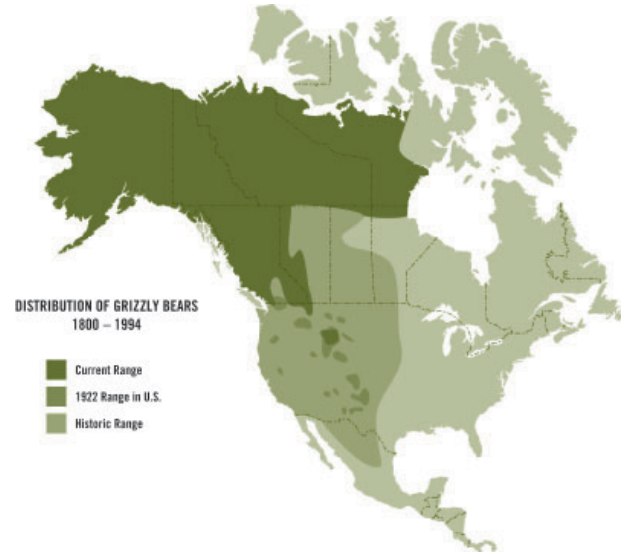 DISTRIBUTION OF GRIZZLY BEARS
1800 – 1994
Current Range
1922 Range in U.S.
Historic Range